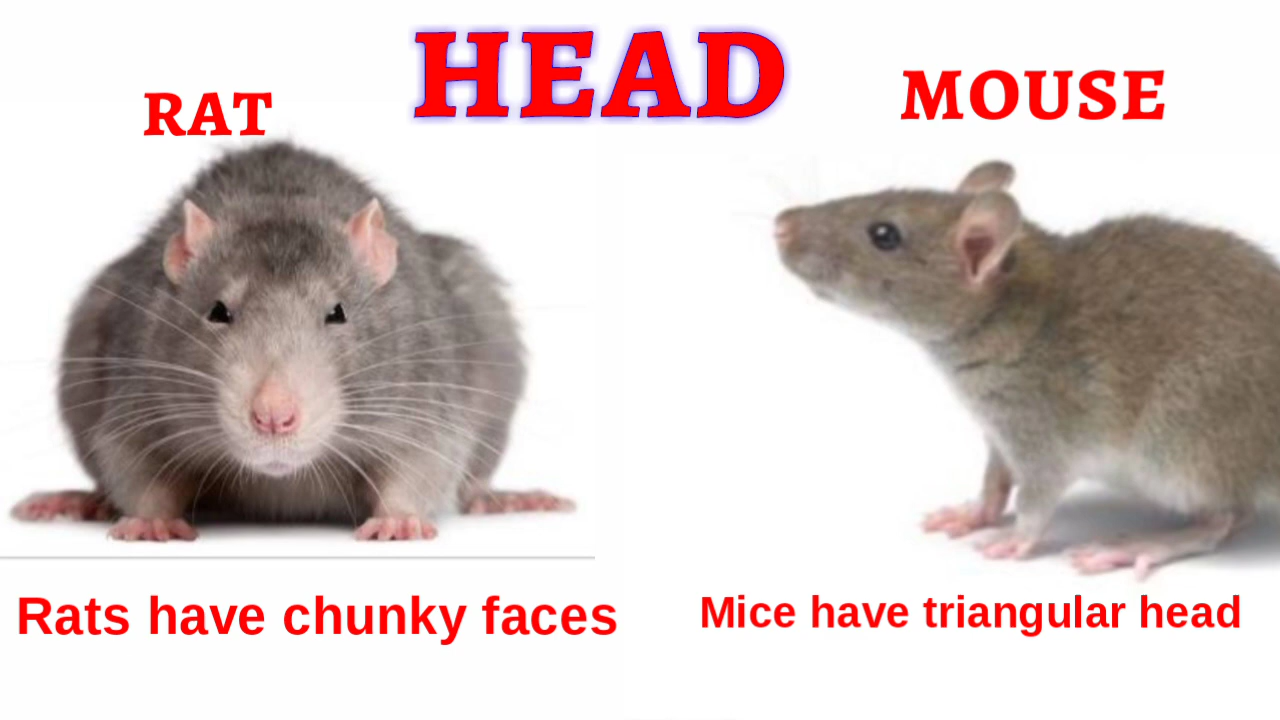 HEAD
RAT
MOUSE
Rats have chunky faces
Mice have triangular head